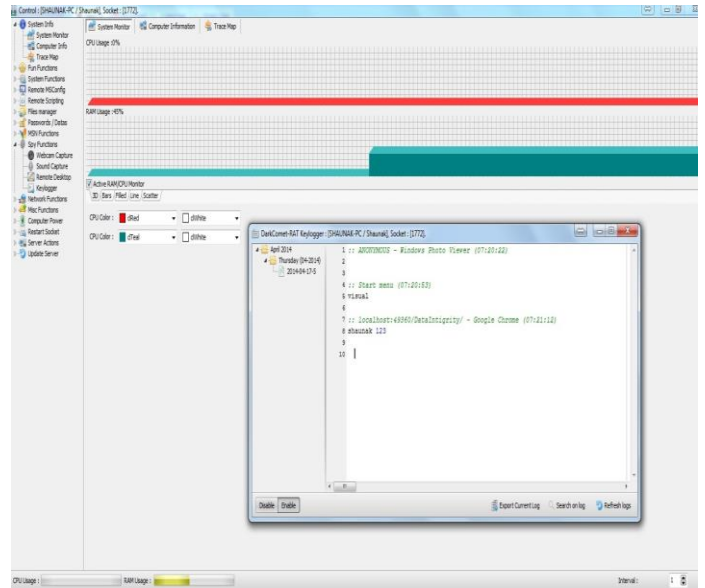 Control : [SHAUNAK-PC / Shaunak], Socket : [1772].
System Info
System Monitor
Computer Info
Trace Map
Fun Functions
System Functions
Remote MSConfig
Remote Scripting
Files manager
Passwords / Datas
MSN Functions
Spy Functions
Webcam Capture
Sound Capture
Remote Desktop
Keylogger
Network Functions
Misc Functions
Computer Power
Restart Socket
Server Actions
Update Server
System Monitor Computer Information Trace Map
CPU Usage :0%
RAM Usage :45%
Active RAM/CPU Monitor
3D Bars Filled Line Scatter
CPU Color : clRed clWhite
CPU Color : clTeal clWhite
DarkComet-RAT Keylogger : [SHAUNAK-PC / Shaunak], Socket : [1772].
April 2014
Thursday (04-2014)
2014-04-17-5
1 :: ANONYMOUS - Windows Photo Viewer (07:20:22)
2
3
4 :: Start menu (07:20:53)
5 visual
6
7 :: localhost:49360/DataIntigrity/ - Google Chrome (07:21:12)
8 shaunak 123
9
10
Disable Enable Export Current Log Search on log Refresh logs
CPU Usage : RAM Usage : Interval : 1